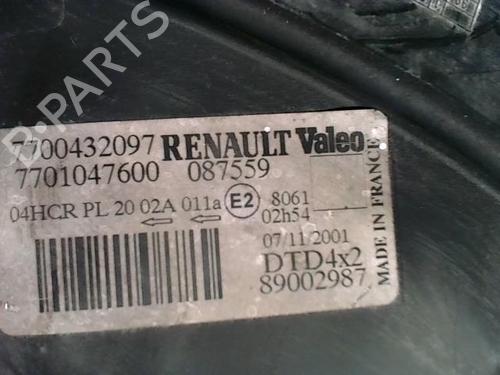 B-PARTS
7700432097 RENAULT Valeo
7701047600 087559
04HCR PL 20 02A 011a E2 8061
02h54
07/11/2001
DTD4x2
89002987
MADE IN FRANCE